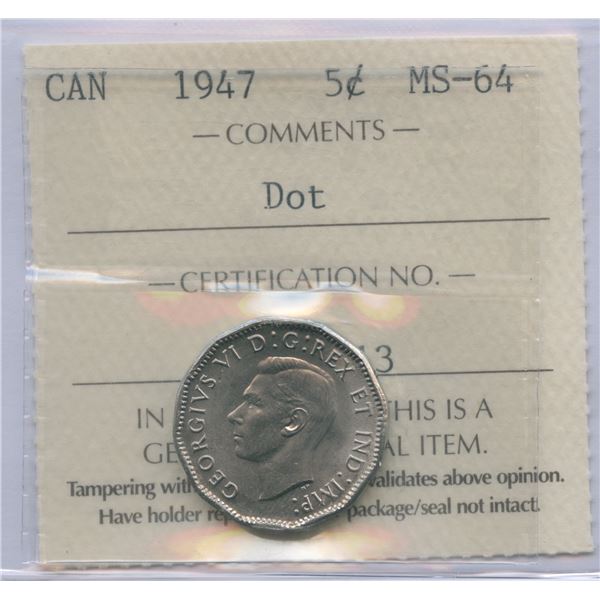 CAN 1947 5¢ MS-64
— COMMENTS —
Dot
— CERTIFICATION NO. —
13
IN THIS IS A
GE AL ITEM.
Tampering with validates above opinion.
Have holder rep package/seal not intact.
GEORGIVS VI D:G:REX ET IND:IMP: